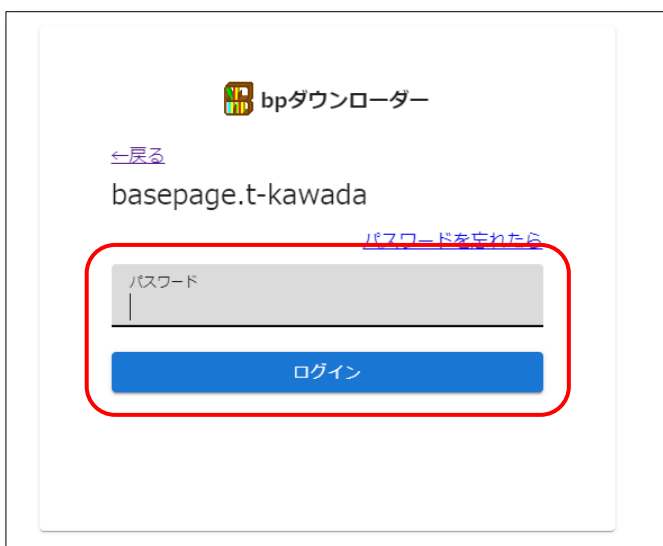 bpダウンローダー
←戻る
basepage.t-kawada
パスワードを忘れたら
パスワード
ログイン